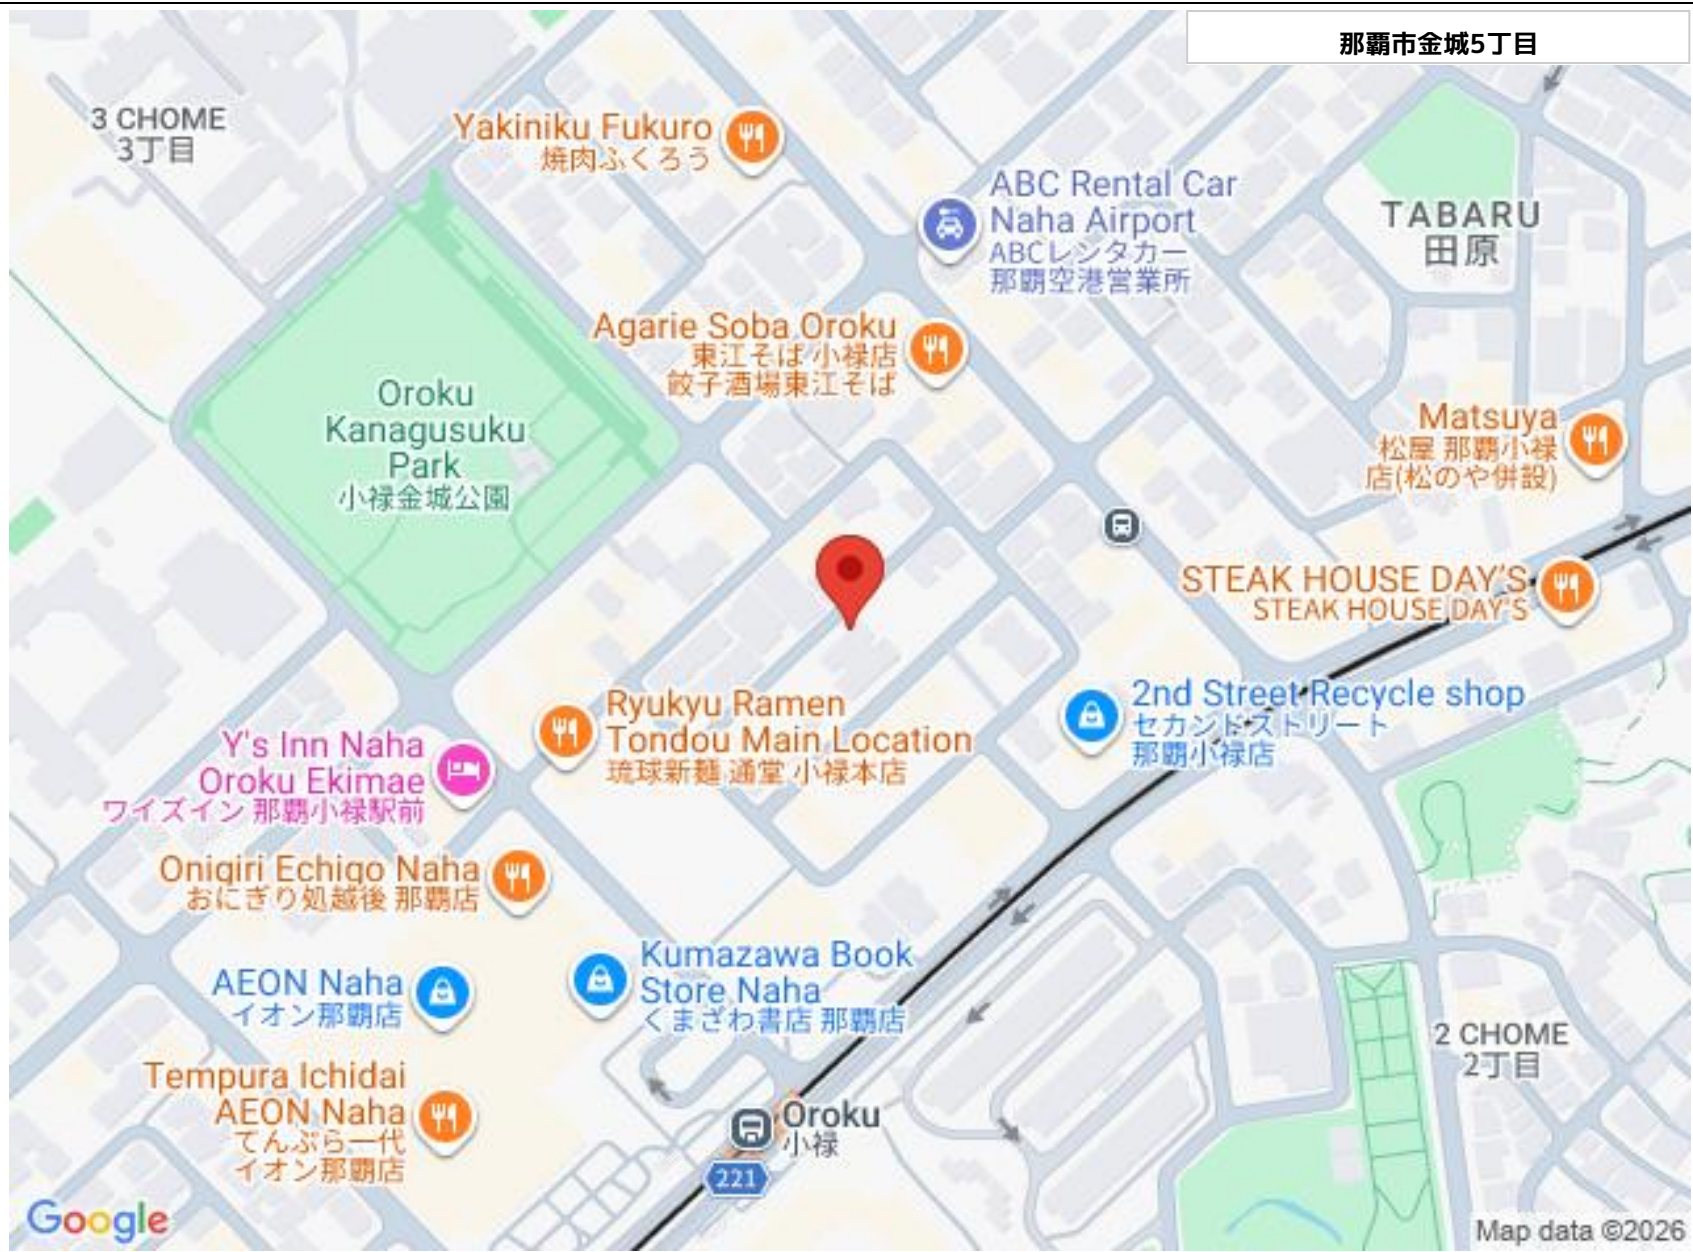 那覇市金城5丁目
3 CHOME
3丁目
Yakiniku Fukuro
焼肉ふくろう
ABC Rental Car
Naha Airport
ABCレンタカー
那覇空港営業所
TABARU
田原
Agarie Soba Oroku
東江そば 小禄店
餃子酒場東江そば
Oroku
Kanagusuku
Park
小禄金城公園
Matsuya
松屋 那覇小禄
店(松のや併設)
STEAK HOUSE DAY'S
STEAK HOUSE DAY'S
2nd Street Recycle shop
セカンドストリート
那覇小禄店
Ryukyu Ramen
Tondou Main Location
琉球新麺 通堂 小禄本店
Y's Inn Naha
Oroku Ekimae
ワイズイン 那覇小禄駅前
Onigiri Echigo Naha
おにぎり処越後 那覇店
Kumazawa Book
Store Naha
くまざわ書店 那覇店
AEON Naha
イオン那覇店
2 CHOME
2丁目
Tempura Ichidai
AEON Naha
てんぷら一代
イオン那覇店
Oroku
小禄
221
Google
Map data ©2026